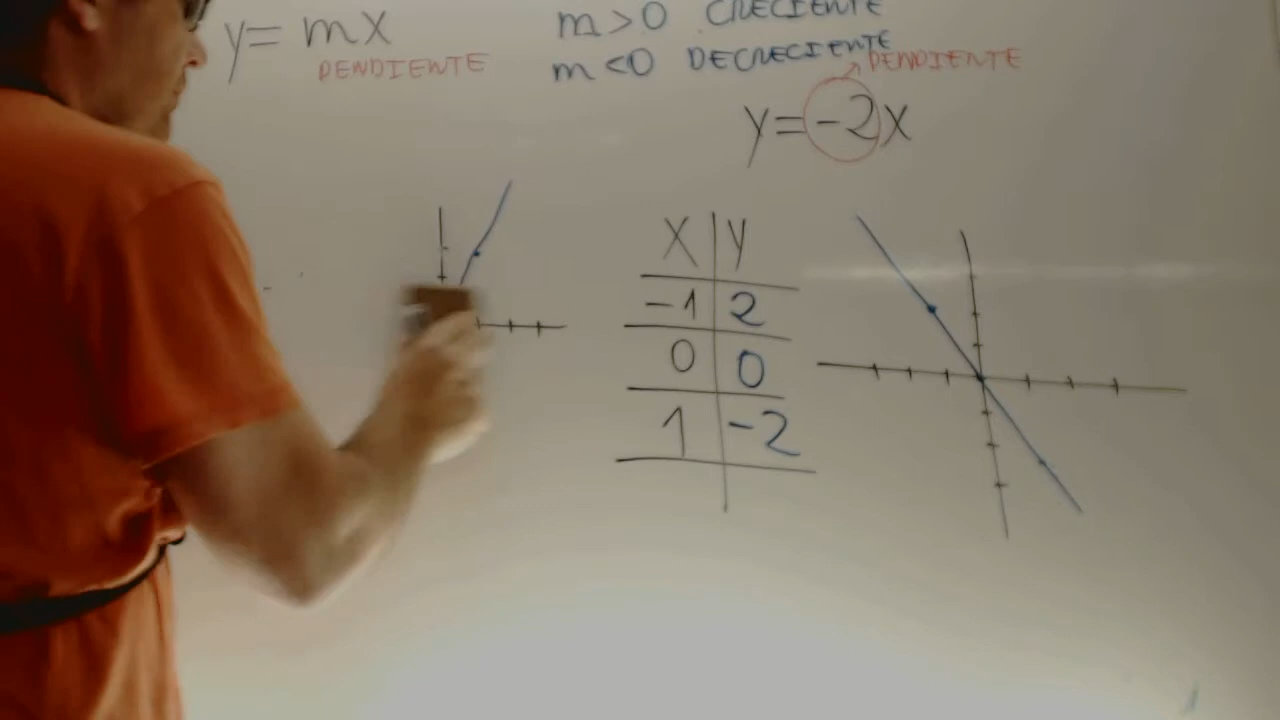 y = mx
PENDIENTE
m > 0 CRECIENTE
m < 0 DECRECIENTE
PENDIENTE
y = -2x
X Y
-1 2
0 0
1 -2